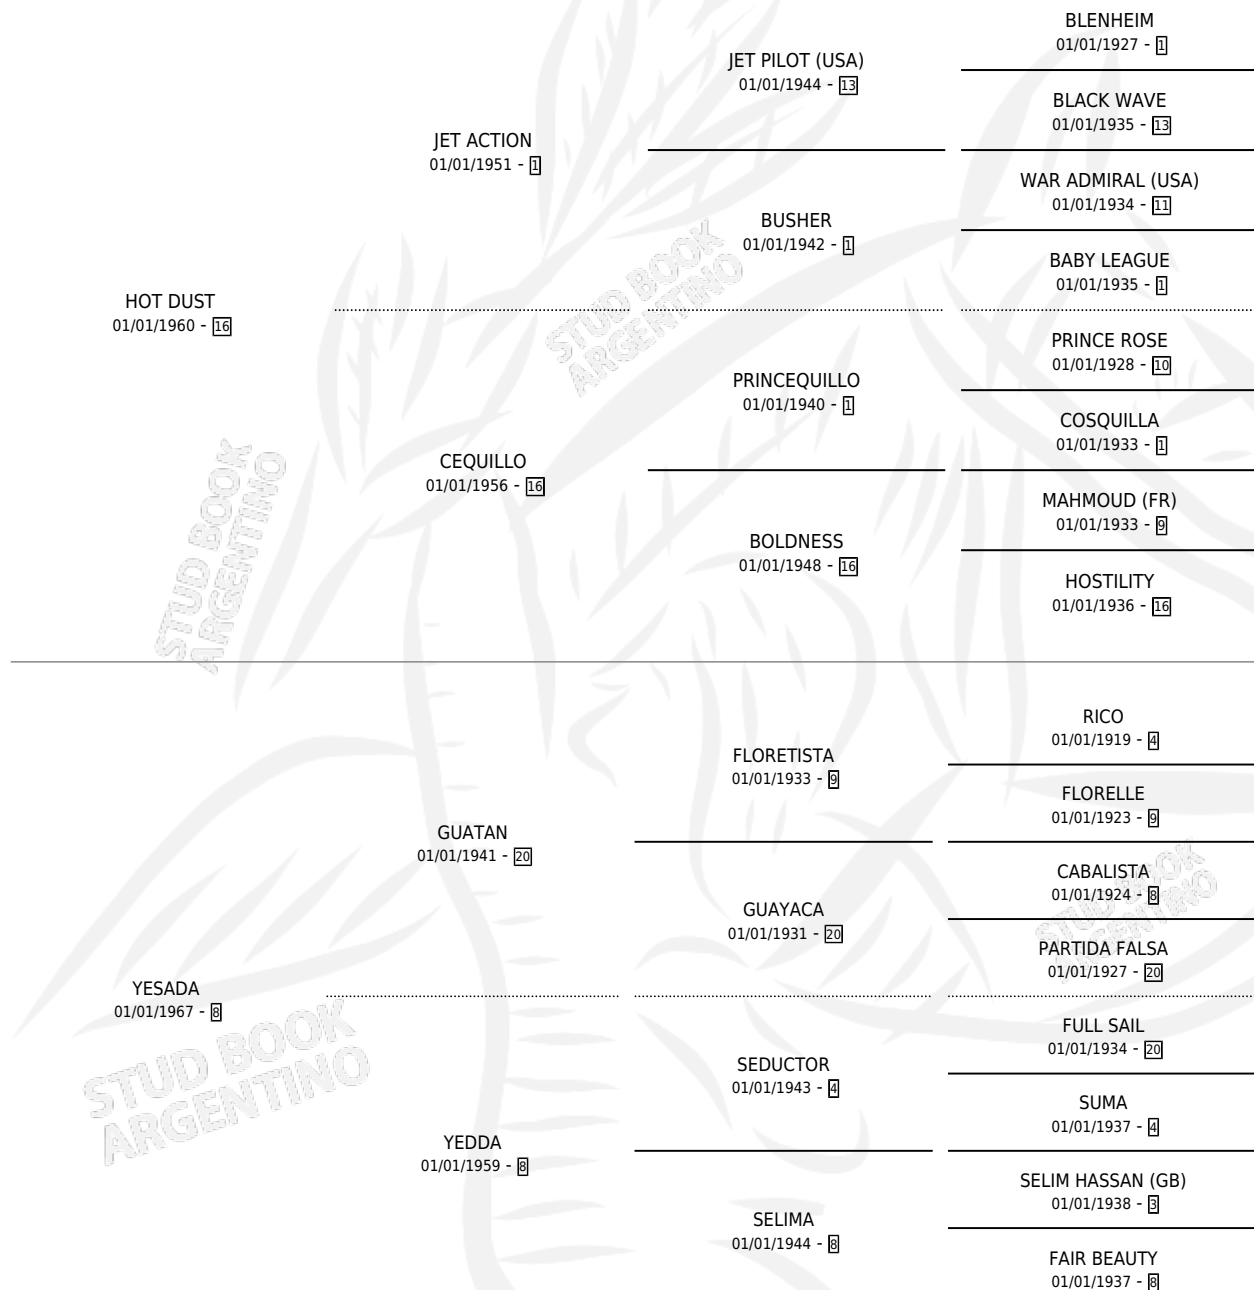 BLENHEIM
01/01/1927 - 1
JET PILOT (USA)
01/01/1944 - 13
BLACK WAVE
01/01/1935 - 13
JET ACTION
01/01/1951 - 1
WAR ADMIRAL (USA)
01/01/1934 - 11
BUSHER
01/01/1942 - 1
BABY LEAGUE
01/01/1935 - 1
HOT DUST
01/01/1960 - 16
PRINCE ROSE
01/01/1928 - 10
PRINCEQUILLO
01/01/1940 - 1
COSQUILLA
01/01/1933 - 1
CEQUILLO
01/01/1956 - 16
MAHMOUD (FR)
01/01/1933 - 9
BOLDNESS
01/01/1948 - 16
HOSTILITY
01/01/1936 - 16
RICO
01/01/1919 - 4
FLORETISTA
01/01/1933 - 9
FLORELLE
01/01/1923 - 9
GUATAN
01/01/1941 - 20
CABALISTA
01/01/1924 - 8
GUAYACA
01/01/1931 - 20
PARTIDA FALSA
01/01/1927 - 20
YESADA
01/01/1967 - 8
FULL SAIL
01/01/1934 - 20
SEDUCTOR
01/01/1943 - 4
SUMA
01/01/1937 - 4
YEDDA
01/01/1959 - 8
SELIM HASSAN (GB)
01/01/1938 - 3
SELIMA
01/01/1944 - 8
FAIR BEAUTY
01/01/1937 - 8
STUD BOOK
ARGENTINO
STUD BOOK
ARGENTINO
STUD BOOK
ARGENTINO
STUD BOOK
ARGENTINO